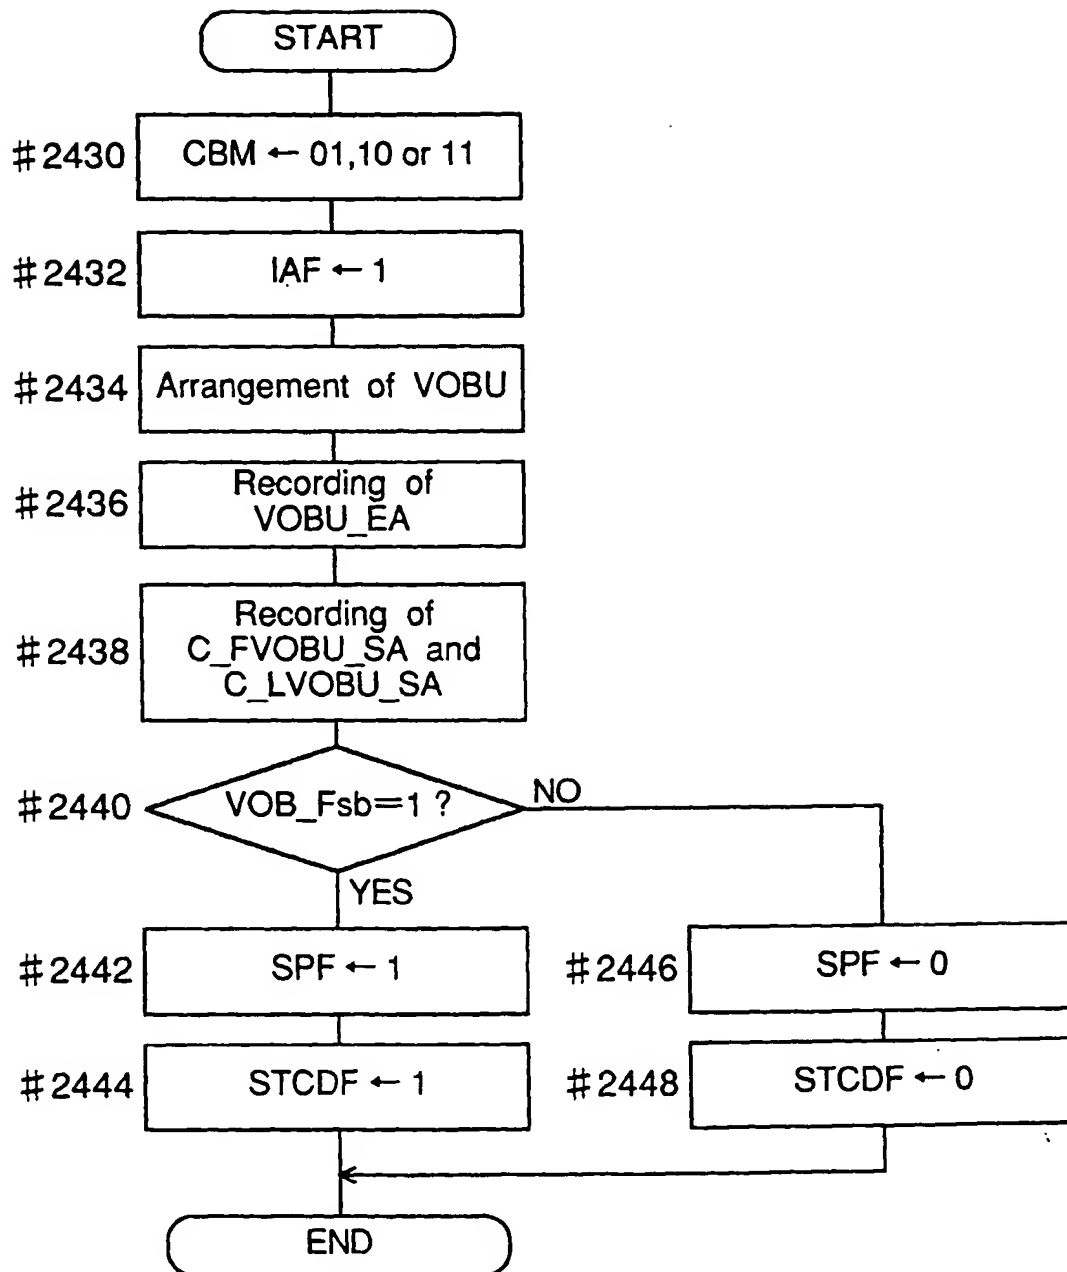 START
#2430
CBM ← 01,10 or 11
#2432
IAF ← 1
#2434
Arrangement of VOBU
#2436
Recording of
VOBU_EA
#2438
Recording of
C_FVOBU_SA and
C_LVOBU_SA
#2440
VOB_Fsb=1 ?
NO
YES
#2442
SPF ← 1
#2446
SPF ← 0
#2444
STCDF ← 1
#2448
STCDF ← 0
END